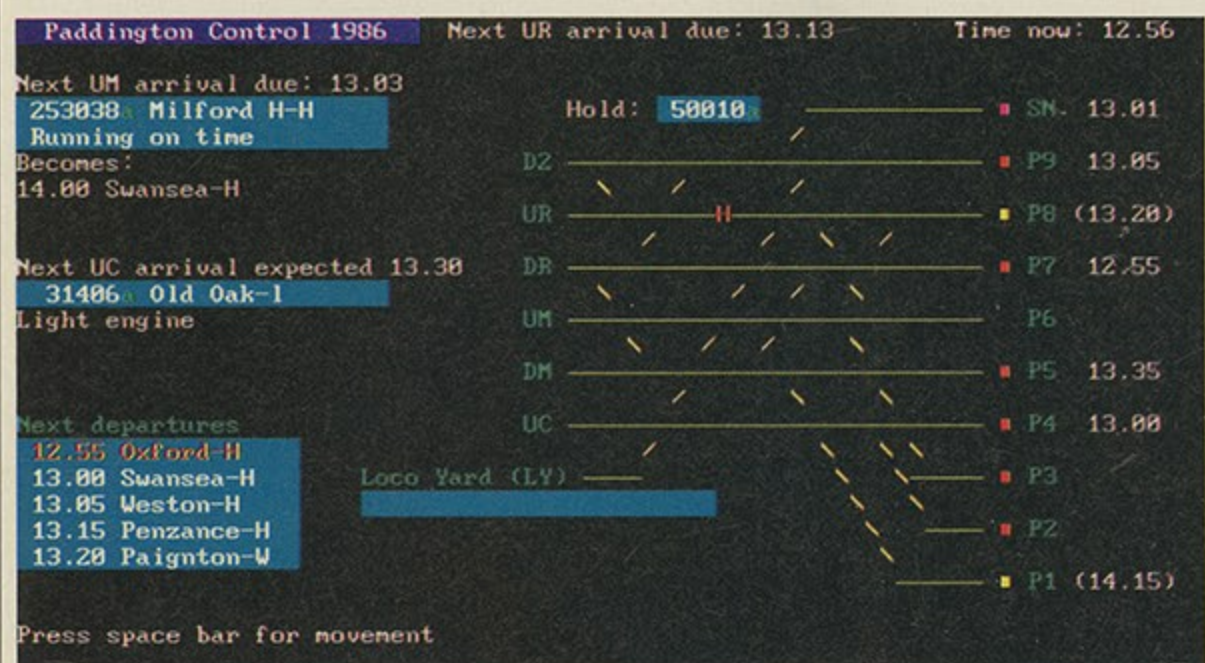 Paddington Control 1986 Next UR arrival due: 13.13 Time now: 12.56
Next UM arrival due: 13.03
253038a Milford H-H
Running on time
Becomes:
14.00 Swansea-H
Next UC arrival expected 13.30
31406a Old Oak-l
Light engine
Next departures
12.55 Oxford-H
13.00 Swansea-H
13.05 Weston-H
13.15 Penzance-H
13.20 Paignton-W
Hold: 50010a SN 13.01
D2 P9 13.05
UR H P8 (13.20)
DR P7 12.55
UM P6
DM P5 13.35
UC P4 13.00
Loco Yard (LY) P3
P2
P1 (14.15)
Press space bar for movement